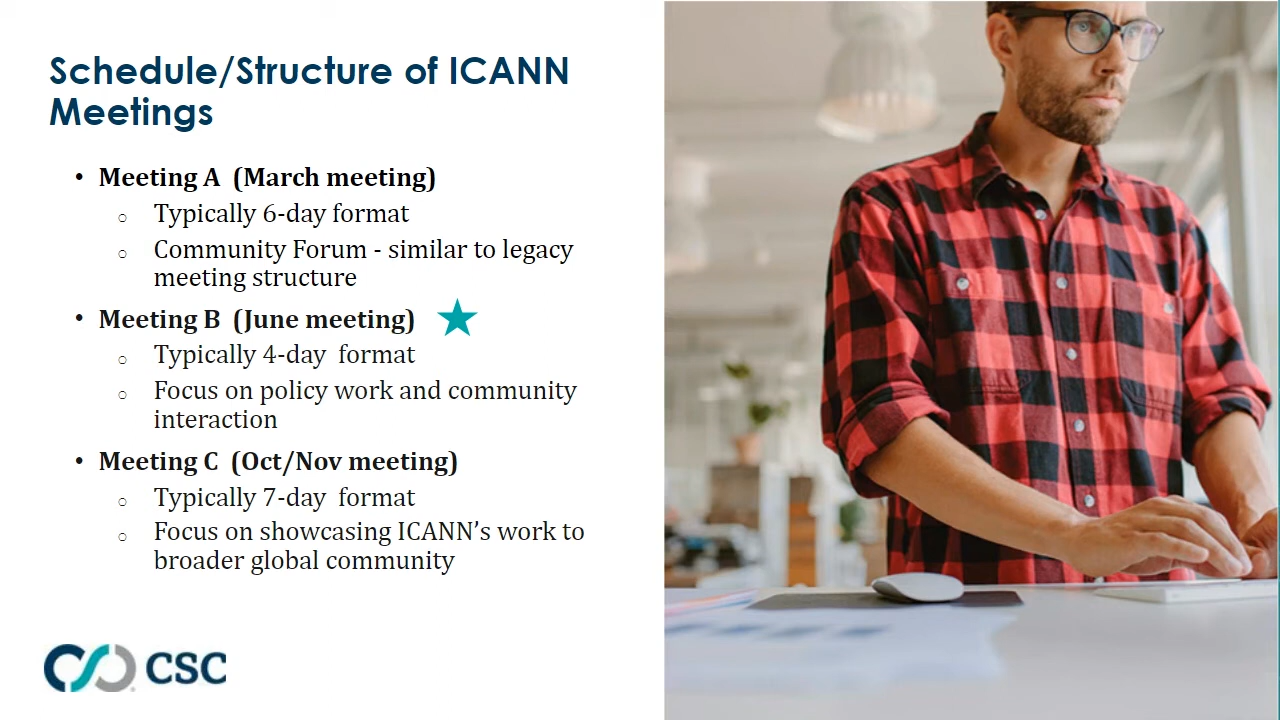 Schedule/Structure of ICANN
Meetings
• Meeting A (March meeting)
○ Typically 6-day format
○ Community Forum - similar to legacy
meeting structure
• Meeting B (June meeting)
○ Typically 4-day format
○ Focus on policy work and community
interaction
• Meeting C (Oct/Nov meeting)
○ Typically 7-day format
○ Focus on showcasing ICANN’s work to
broader global community
CSC